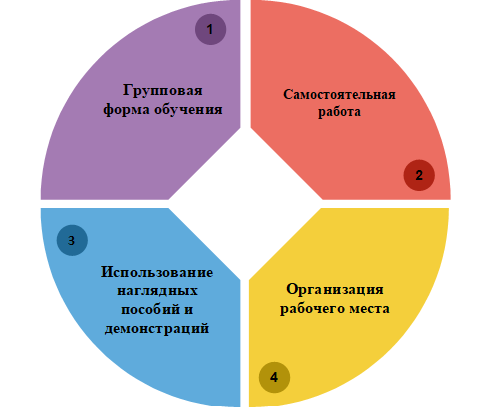 1
Групповая
форма обучения
Самостоятельная
работа
2
3
Использование
наглядных
пособий и
демонстраций
Организация
рабочего места
4